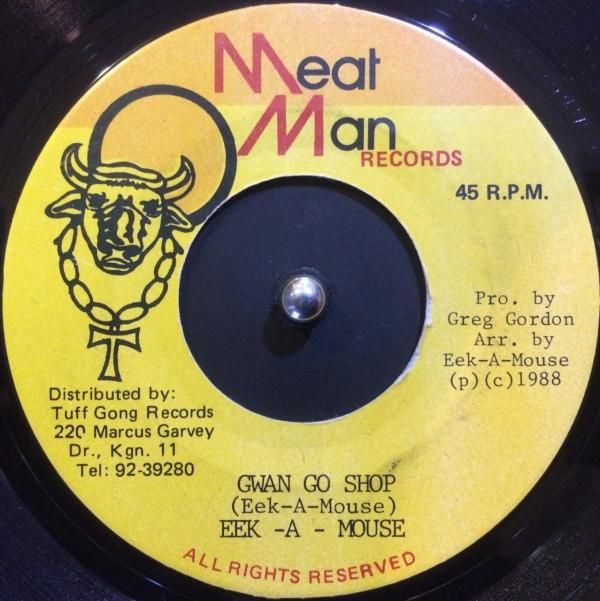 Meat
Man
RECORDS
45 R.P.M.
Pro. by
Greg Gordon
Arr. by
Eek-A-Mouse
(p)(c)1988
Distributed by:
Tuff Gong Records
220 Marcus Garvey
Dr., Kgn. 11
Tel: 92-39280
GWAN GO SHOP
(Eek-A-Mouse)
EEK -A - MOUSE
ALL RIGHTS RESERVED